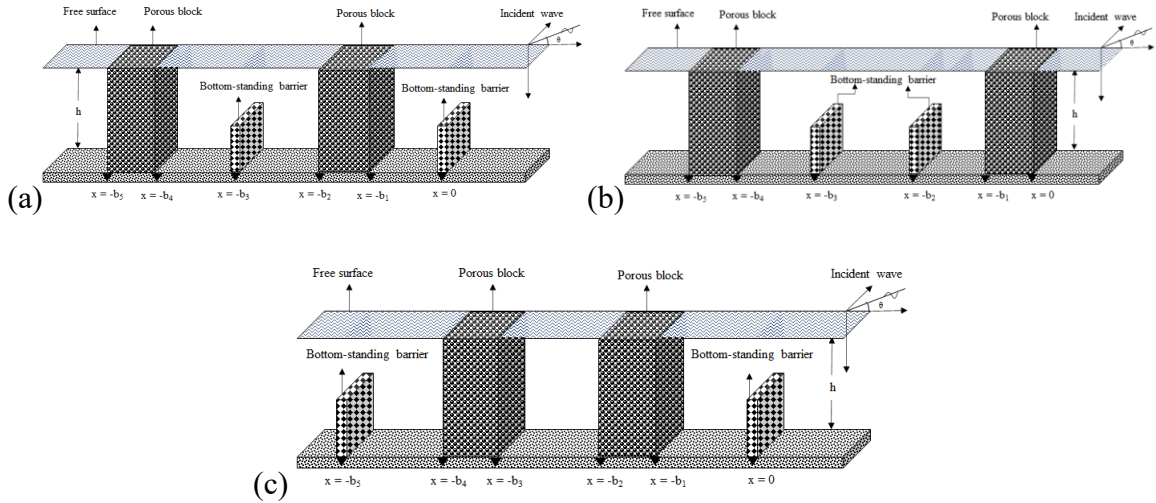 Free surface
Porous block
Porous block
Incident wave
θ
Bottom-standing barrier
Bottom-standing barrier
h
x = -b₅
x = -b₄
x = -b₃
x = -b₂
x = -b₁
x = 0
(a)
Free surface
Porous block
Porous block
Incident wave
θ
Bottom-standing barrier
h
x = -b₅
x = -b₄
x = -b₃
x = -b₂
x = -b₁
x = 0
(b)
Free surface
Porous block
Porous block
Incident wave
θ
Bottom-standing barrier
Bottom-standing barrier
h
x = -b₅
x = -b₄
x = -b₃
x = -b₂
x = -b₁
x = 0
(c)